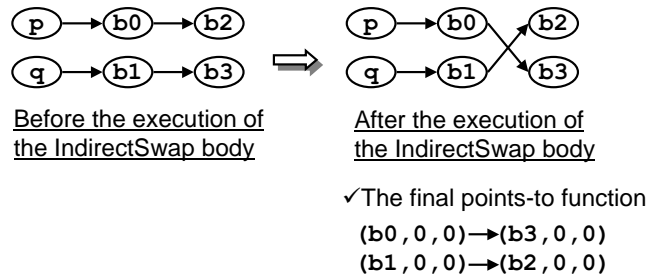 p b0 b2 p b0 b2
q b1 b3 q b1 b3
Before the execution of
the IndirectSwap body
After the execution of
the IndirectSwap body
✓The final points-to function
(b0,0,0)→(b3,0,0)
(b1,0,0)→(b2,0,0)